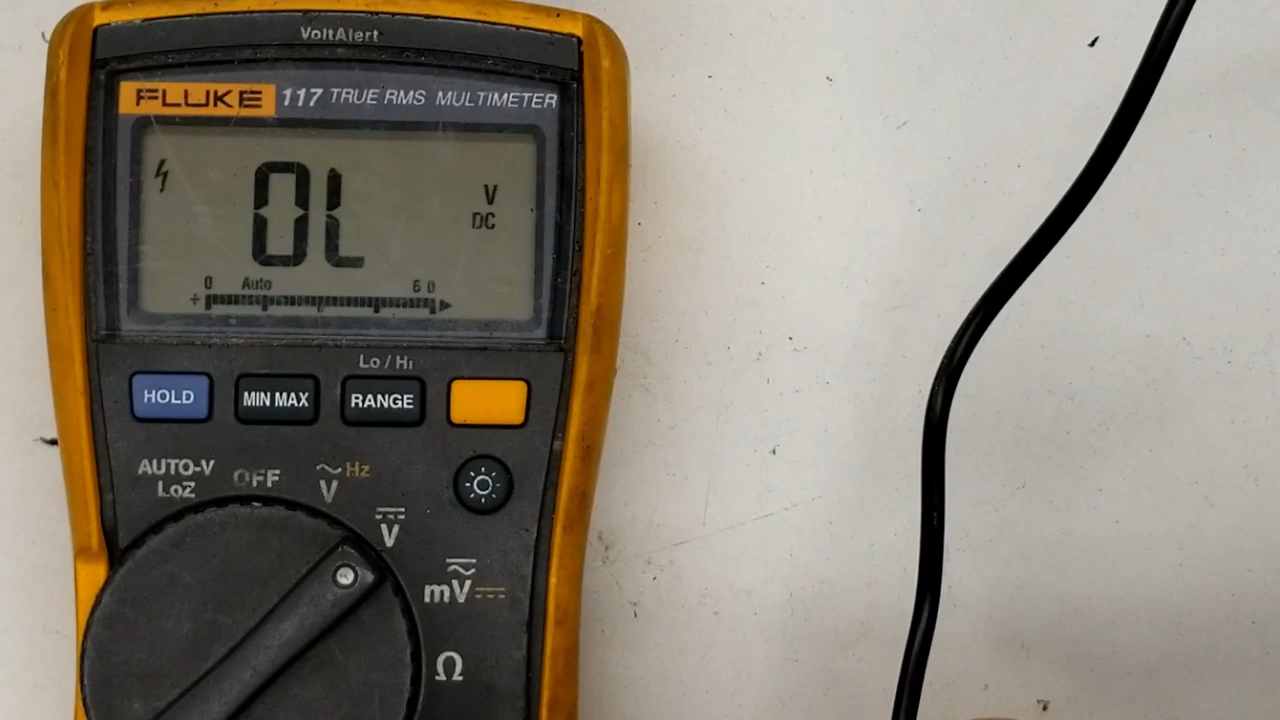 VoltAlert
FLUKE 117 TRUE RMS MULTIMETER
OL V
DC
0 Auto 60
+
Lo / Hi
HOLD MIN MAX RANGE
AUTO-V
LoZ
OFF
Hz
V
V
mV
Ω